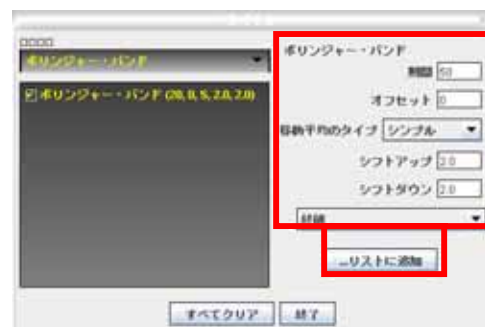 ボリンジャー・バンド
ボリンジャー・バンド (20, 0, S, 2.0, 2.0)
ボリンジャー・バンド
期間 50
オフセット 0
移動平均のタイプ シンプル
シフトアップ 2.0
シフトダウン 2.0
詳細
...リストに追加
すべてクリア
終了